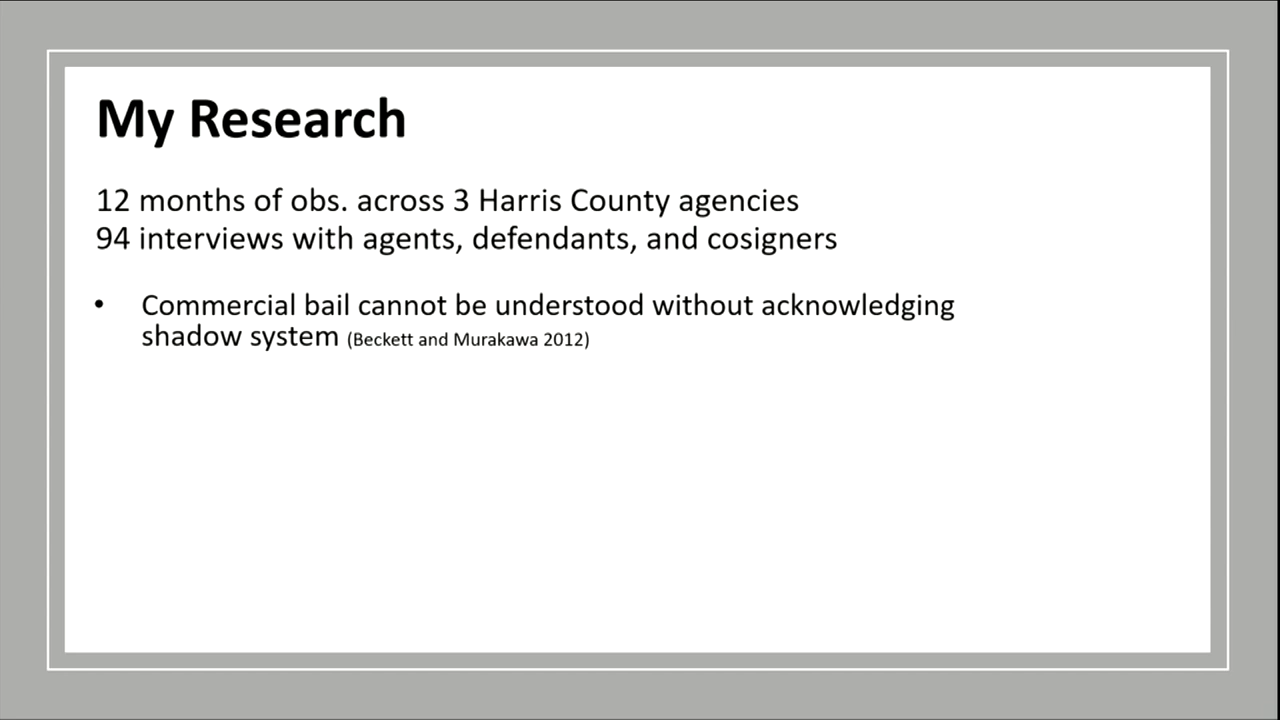 My Research
12 months of obs. across 3 Harris County agencies
94 interviews with agents, defendants, and cosigners
• Commercial bail cannot be understood without acknowledging
shadow system (Beckett and Murakawa 2012)